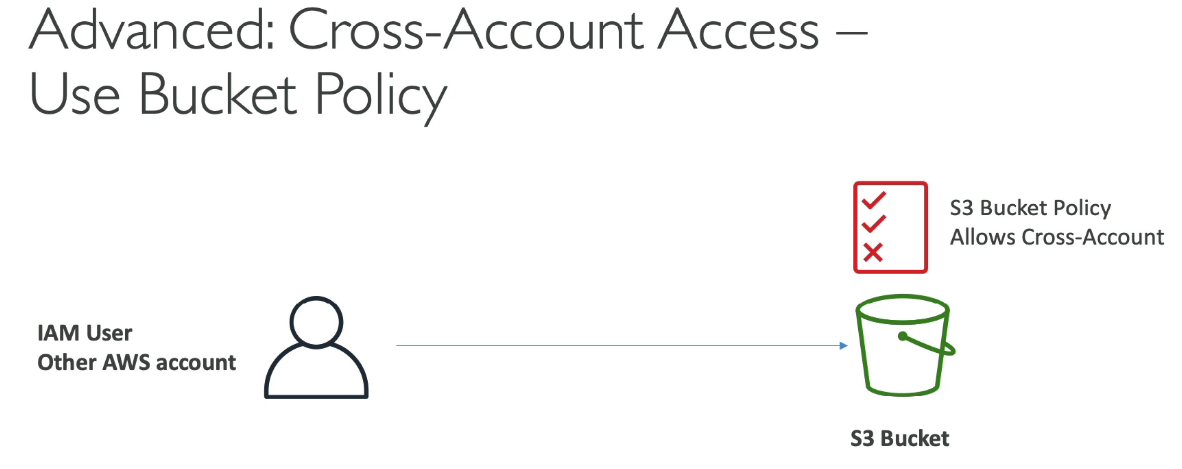 Advanced: Cross-Account Access –
Use Bucket Policy
S3 Bucket Policy
Allows Cross-Account
IAM User
Other AWS account
S3 Bucket